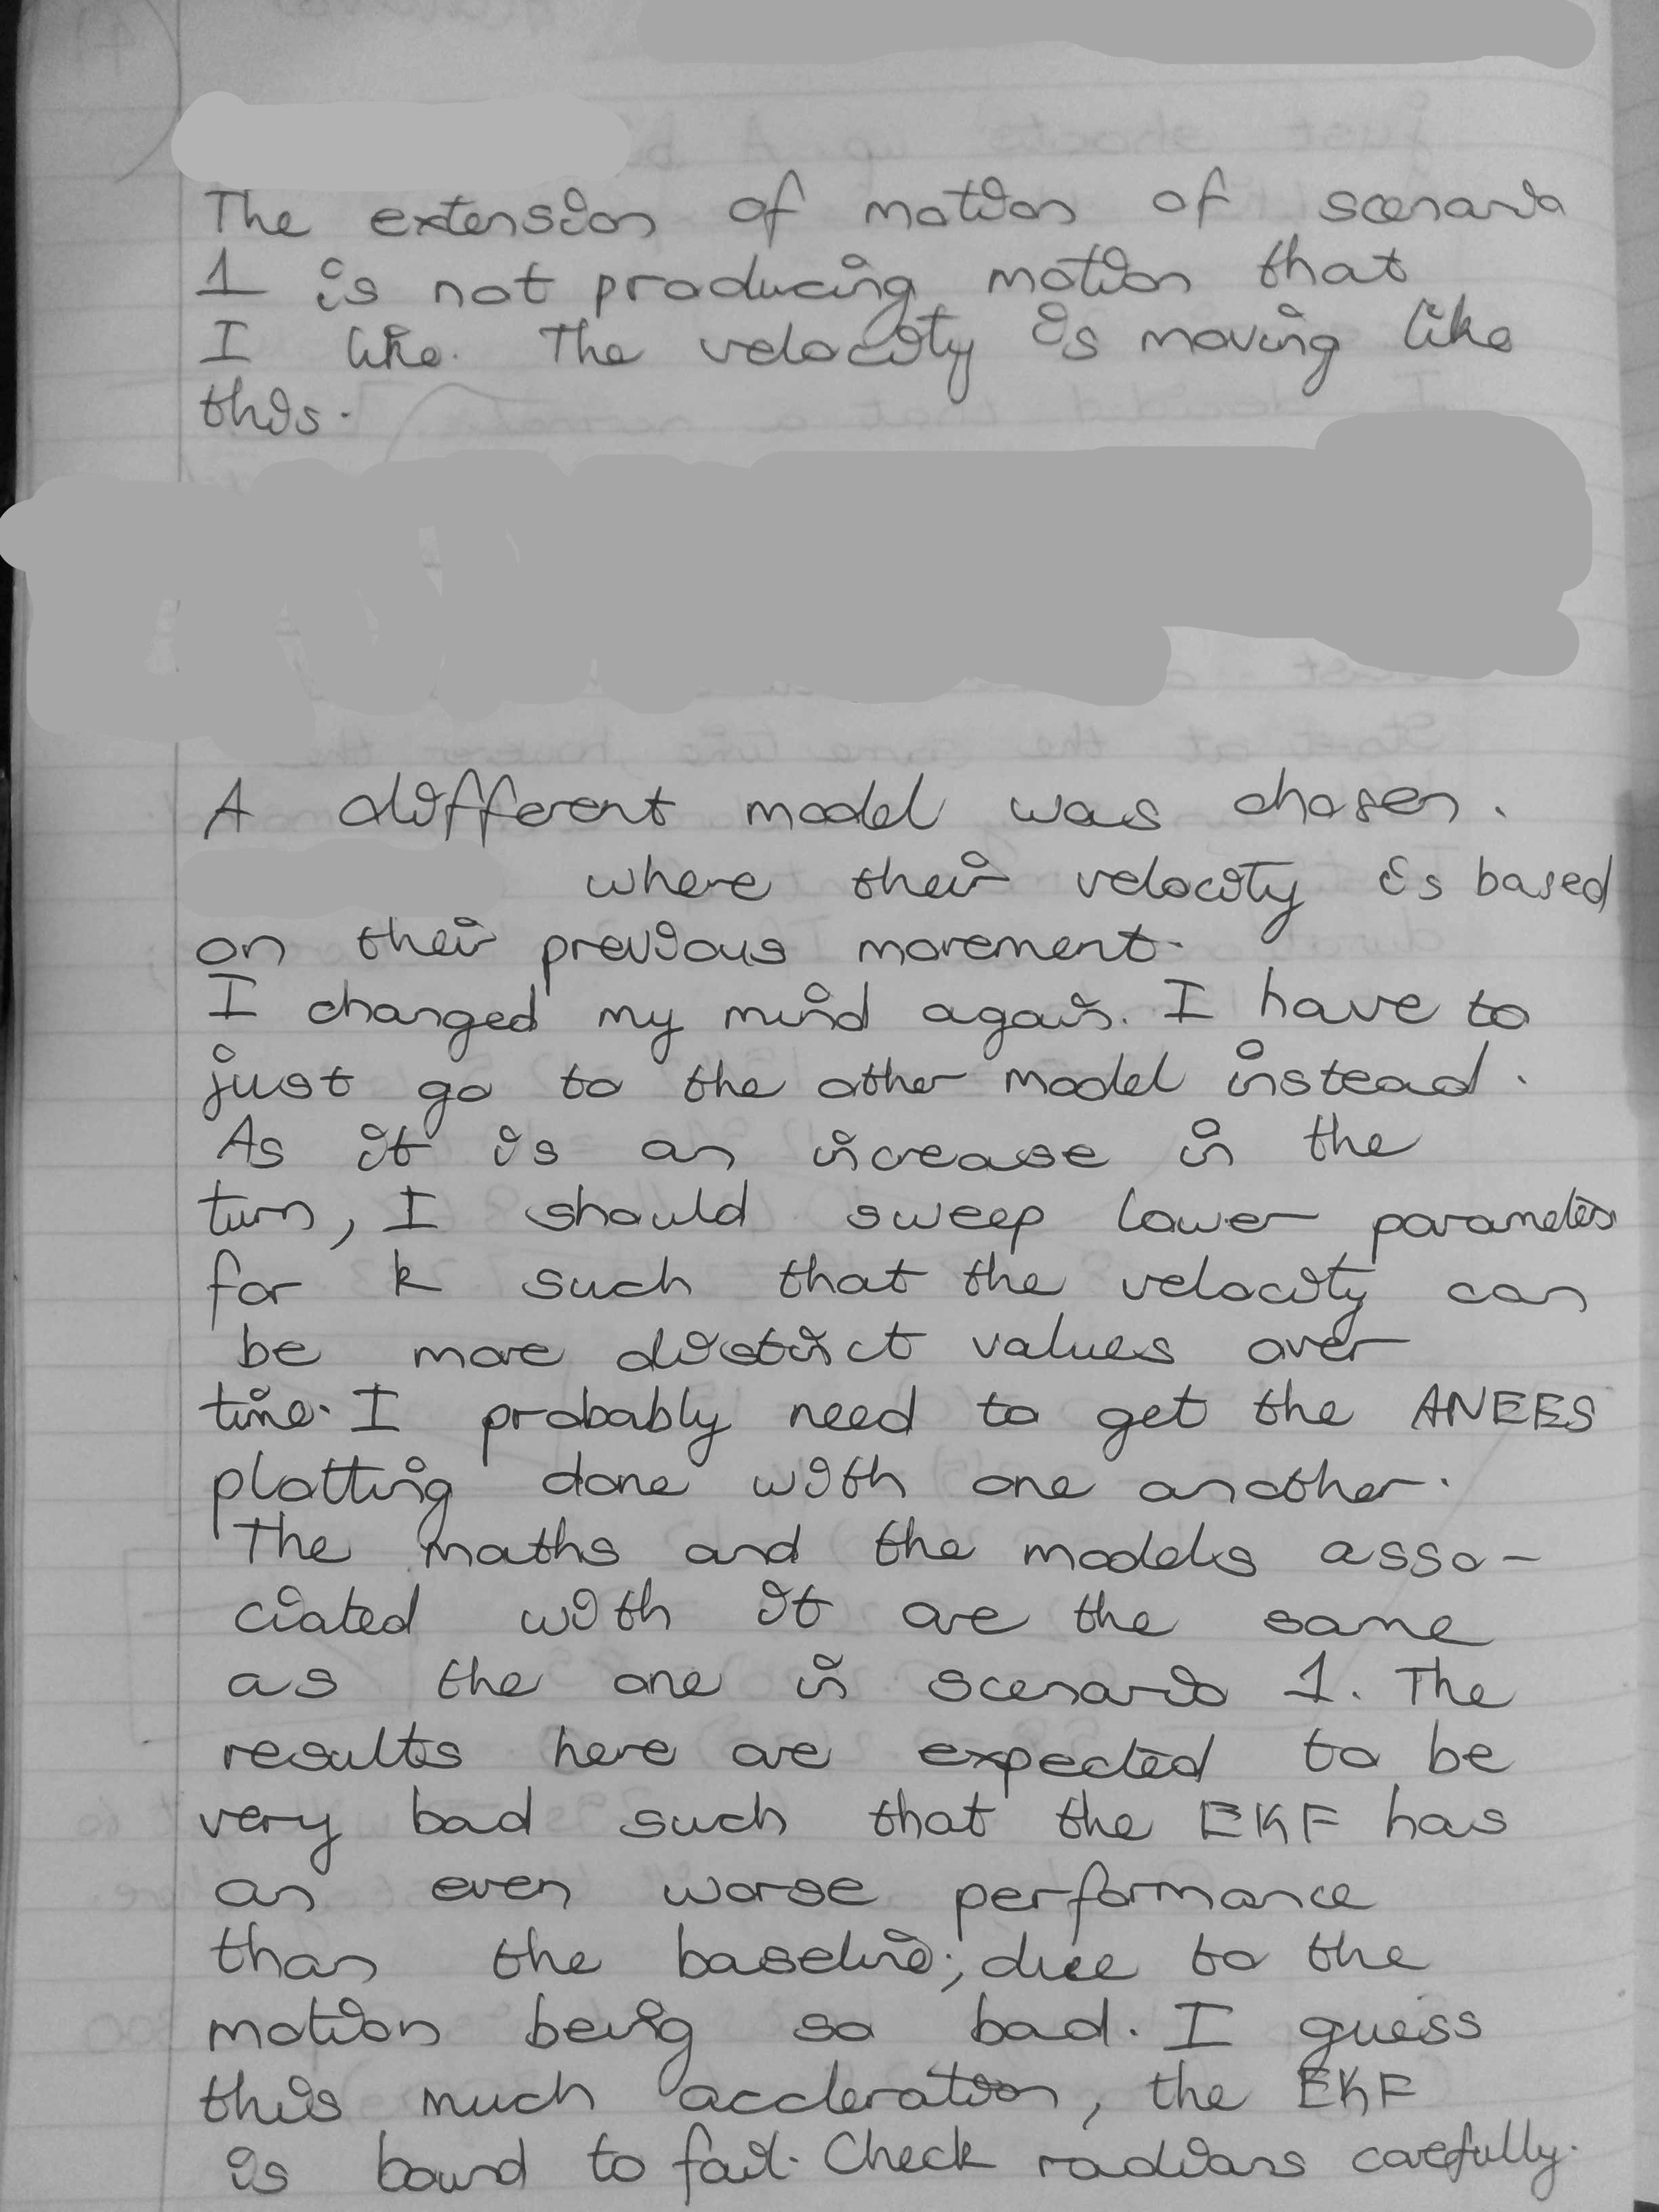 The extension of motion of scenario
1 is not producing motion that
I like. The velocity is moving like
this.
A different model was chosen.
where their velocity is based
on their previous movement.
I changed my mind again. I have to
just go to the other model instead.
As it is an increase in the
turn, I should sweep lower parameters
for k such that the velocity can
be more distinct values over
time. I probably need to get the ANEES
plotting done with one another.
The maths and the models asso-
ciated with it are the same
as the one in scenario 1. The
results here are expected to be
very bad such that the EKF has
an even worse performance
than the baseline; due to the
motion being so bad. I guess
this much accleration, the EKF
is bound to fail. Check radians carefully.